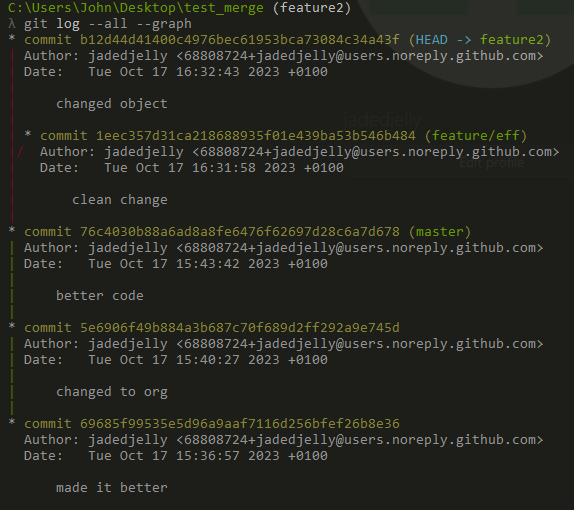 C:\Users\John\Desktop\test_merge (feature2)
λ git log --all --graph
* commit b12d44d41400c4976bec61953bca73084c34a43f (HEAD -> feature2)
| Author: jadedjelly <68808724+jadedjelly@users.noreply.github.com>
| Date:   Tue Oct 17 16:32:43 2023 +0100
|
|     changed object
|
| * commit 1eec357d31ca218688935f01e439ba53b546b484 (feature/eff)
|/  Author: jadedjelly <68808724+jadedjelly@users.noreply.github.com>
|   Date:   Tue Oct 17 16:31:58 2023 +0100
|
|       clean change
|
* commit 76c4030b88a6ad8a8fe6476f62697d28c6a7d678 (master)
| Author: jadedjelly <68808724+jadedjelly@users.noreply.github.com>
| Date:   Tue Oct 17 15:43:42 2023 +0100
|
|     better code
|
* commit 5e6906f49b884a3b687c70f689d2ff292a9e745d
| Author: jadedjelly <68808724+jadedjelly@users.noreply.github.com>
| Date:   Tue Oct 17 15:40:27 2023 +0100
|
|     changed to org
|
* commit 69685f99535e5d96a9aaf7116d256bfef26b8e36
  Author: jadedjelly <68808724+jadedjelly@users.noreply.github.com>
  Date:   Tue Oct 17 15:36:57 2023 +0100

      made it better
jadedjelly
Edit profile